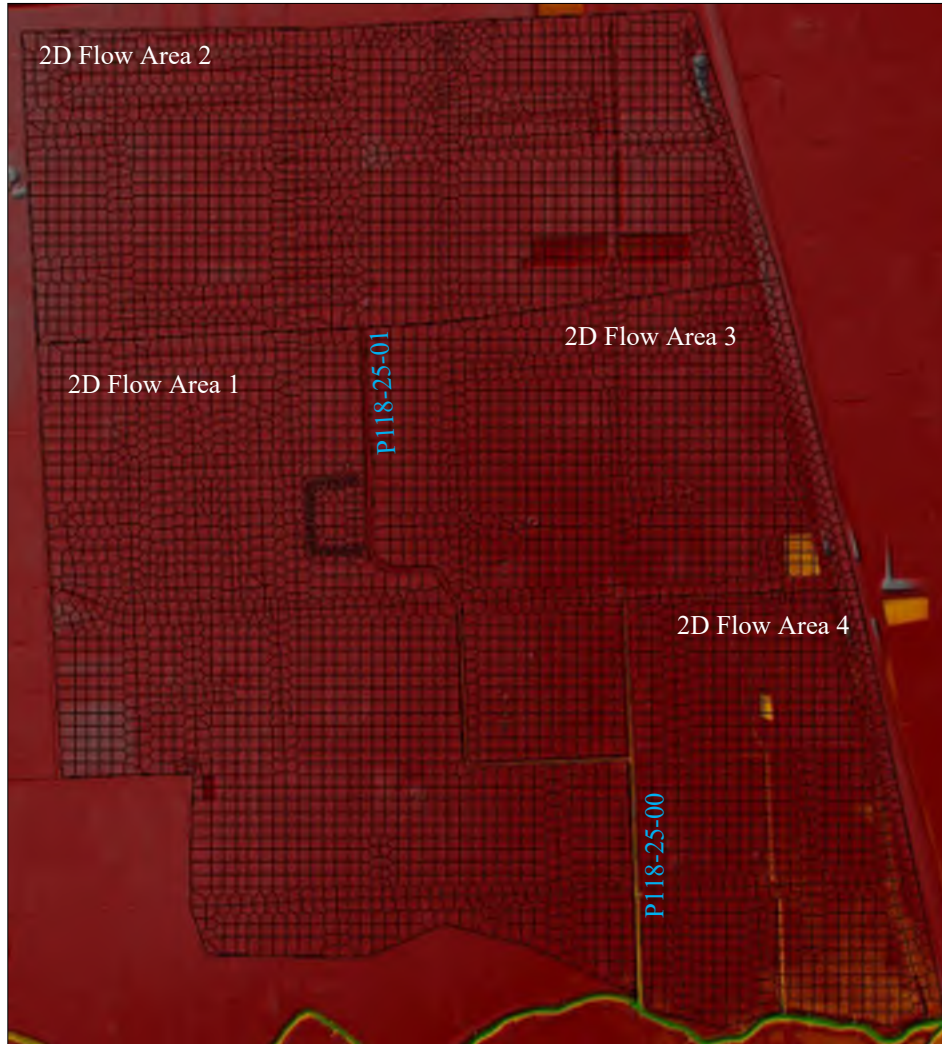 2D Flow Area 2
2D Flow Area 3
2D Flow Area 1
P118-25-01
2D Flow Area 4
P118-25-00